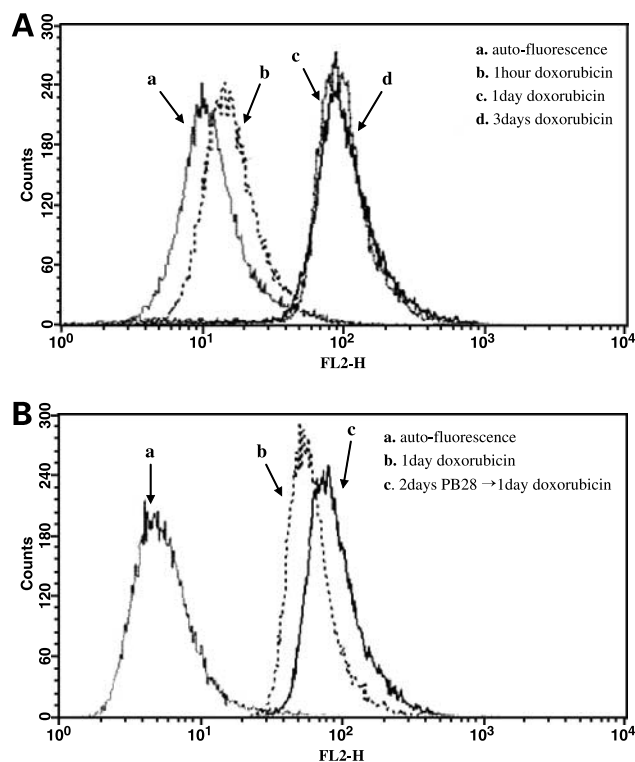 A
300
240
180
120
60
0
Counts
a
b
c
d
a. auto-fluorescence
b. 1hour doxorubicin
c. 1day doxorubicin
d. 3days doxorubicin
10⁰ 10¹ 10² 10³ 10⁴
FL2-H
B
300
240
180
120
60
0
Counts
a
b
c
a. auto-fluorescence
b. 1day doxorubicin
c. 2days PB28 →1day doxorubicin
10⁰ 10¹ 10² 10³ 10⁴
FL2-H